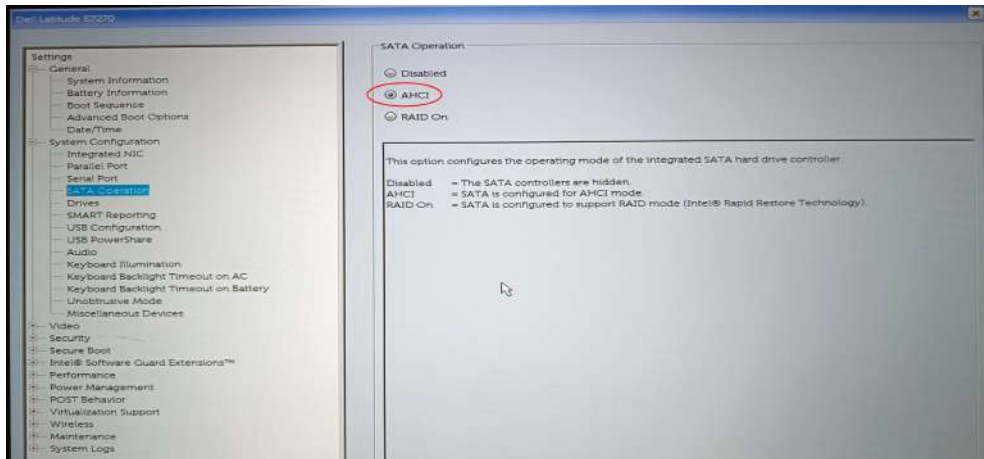 Dell Latitude E7270
Settings
General
System Information
Battery Information
Boot Sequence
Advanced Boot Options
Date/Time
System Configuration
Integrated NIC
Parallel Port
Serial Port
SATA Operation
Drives
SMART Reporting
USB Configuration
USB PowerShare
Audio
Keyboard Illumination
Keyboard Backlight Timeout on AC
Keyboard Backlight Timeout on Battery
Unobtrusive Mode
Miscellaneous Devices
Video
Security
Secure Boot
Intel® Software Guard Extensions™
Performance
Power Management
POST Behavior
Virtualization Support
Wireless
Maintenance
System Logs
SATA Operation
Disabled
AHCI
RAID On
This option configures the operating mode of the integrated SATA hard drive controller.
Disabled = The SATA controllers are hidden.
AHCI = SATA is configured for AHCI mode.
RAID On = SATA is configured to support RAID mode (Intel® Rapid Restore Technology).